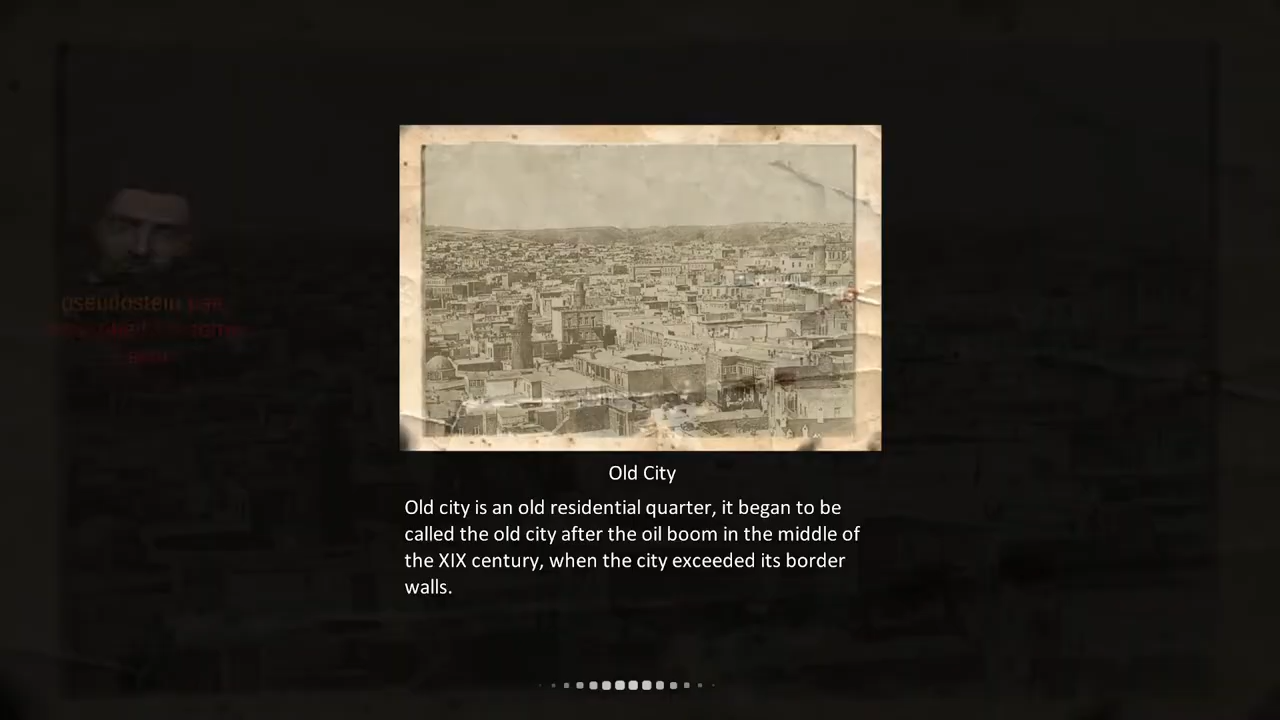 pseudostein
Old City
Old city is an old residential quarter, it began to be
called the old city after the oil boom in the middle of
the XIX century, when the city exceeded its border
walls.